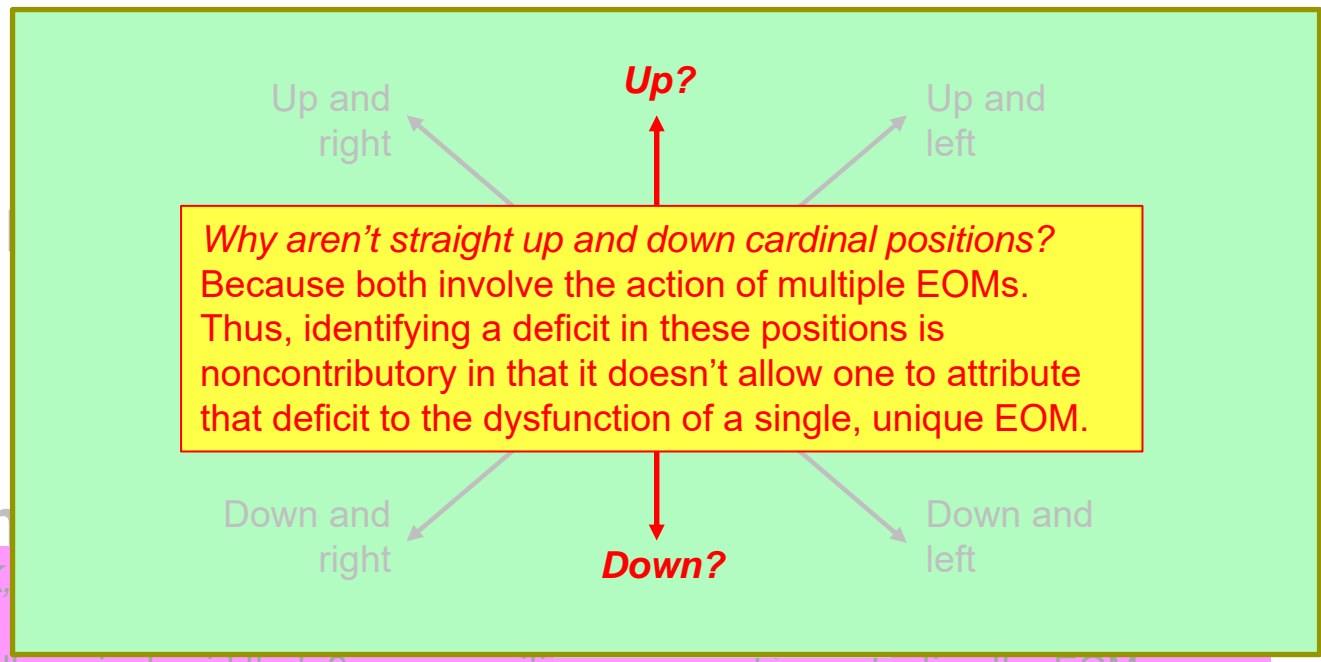 Up?
Up and
right
Up and
left
Why aren’t straight up and down cardinal positions?
Because both involve the action of multiple EOMs.
Thus, identifying a deficit in these positions is
noncontributory in that it doesn’t allow one to attribute
that deficit to the dysfunction of a single, unique EOM.
Down and
right
Down and
left
Down?